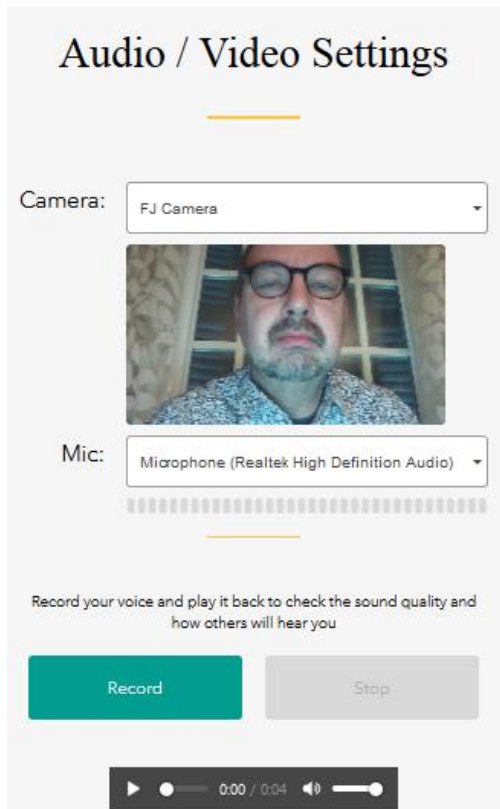 Audio / Video Settings
Camera:
FJ Camera
Mic:
Microphone (Realtek High Definition Audio)
Record your voice and play it back to check the sound quality and
how others will hear you
Record
Stop
0:00 / 0:04